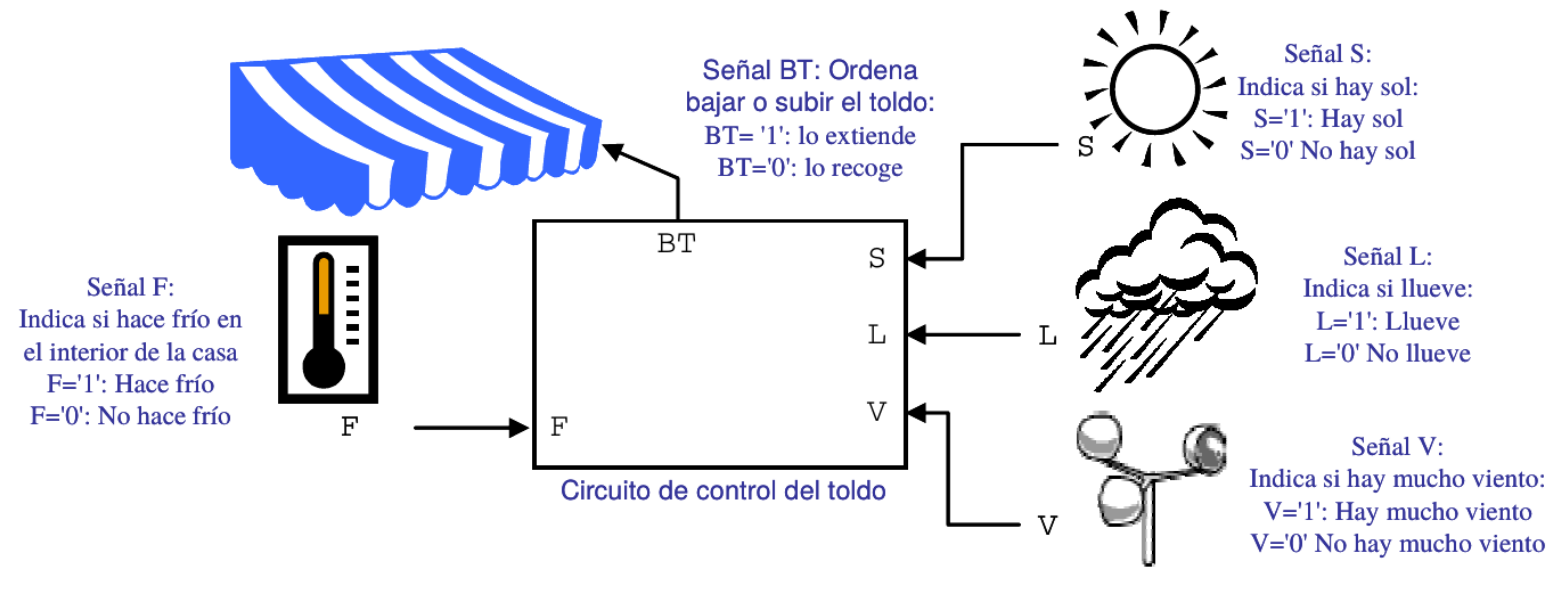 Señal BT: Ordena
bajar o subir el toldo:
BT= '1': lo extiende
BT='0': lo recoge
Señal S:
Indica si hay sol:
S='1': Hay sol
S='0' No hay sol
S
BT
S
Señal F:
Indica si hace frío en
el interior de la casa
F='1': Hace frío
F='0': No hace frío
F
F
L
L
Señal L:
Indica si llueve:
L='1': Llueve
L='0' No llueve
V
V
Señal V:
Indica si hay mucho viento:
V='1': Hay mucho viento
V='0' No hay mucho viento
Circuito de control del toldo